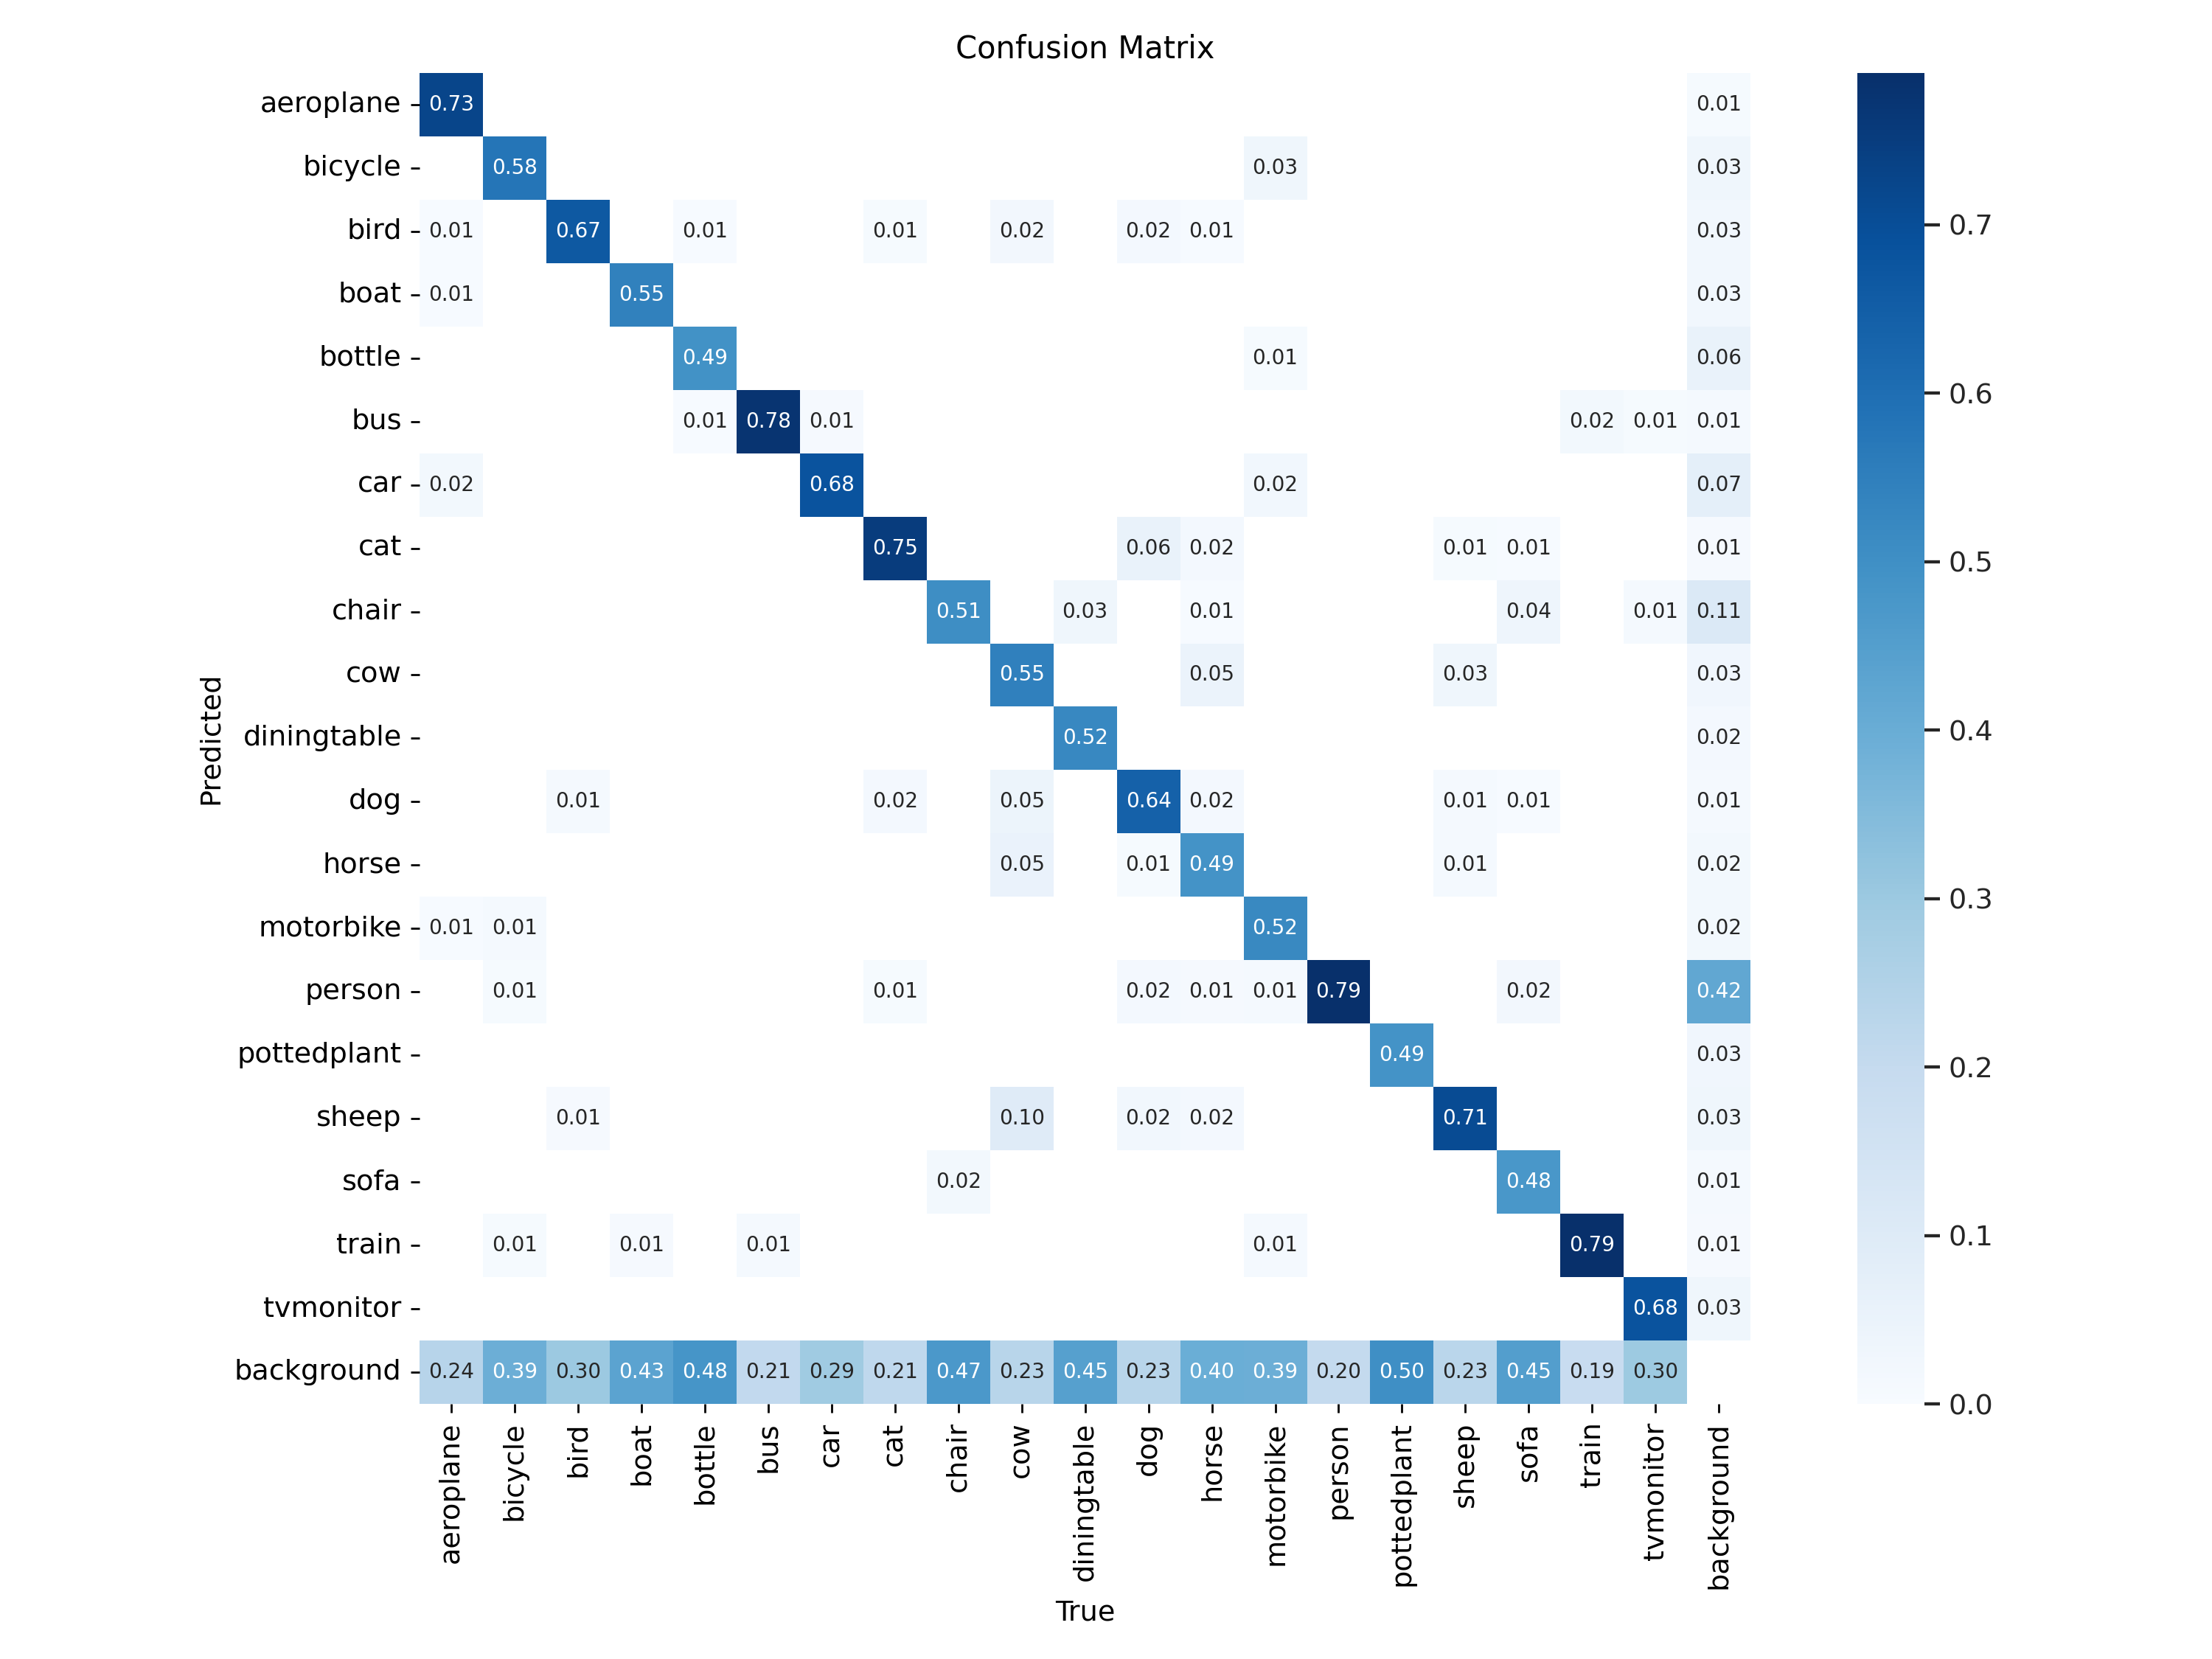 Confusion Matrix
aeroplane 0.73 0.01
bicycle 0.58 0.03 0.03
bird 0.01 0.67 0.01 0.01 0.02 0.02 0.01 0.03
boat 0.01 0.55 0.03
bottle 0.49 0.01 0.06
bus 0.01 0.78 0.01 0.02 0.01 0.01
car 0.02 0.68 0.02 0.07
cat 0.75 0.06 0.02 0.01 0.01 0.01
chair 0.51 0.03 0.01 0.04 0.01 0.11
cow 0.55 0.05 0.03 0.03
diningtable 0.52 0.02
dog 0.01 0.02 0.05 0.64 0.02 0.01 0.01 0.01
horse 0.05 0.01 0.49 0.01 0.02
motorbike 0.01 0.01 0.52 0.02
person 0.01 0.01 0.02 0.01 0.01 0.79 0.02 0.42
pottedplant 0.49 0.03
sheep 0.01 0.10 0.02 0.02 0.71 0.03
sofa 0.02 0.48 0.01
train 0.01 0.01 0.01 0.01 0.79 0.01
tvmonitor 0.68 0.03
background 0.24 0.39 0.30 0.43 0.48 0.21 0.29 0.21 0.47 0.23 0.45 0.23 0.40 0.39 0.20 0.50 0.23 0.45 0.19 0.30
Predicted
aeroplane bicycle bird boat bottle bus car cat chair cow diningtable dog horse motorbike person pottedplant sheep sofa train tvmonitor background
True
0.7
0.6
0.5
0.4
0.3
0.2
0.1
0.0